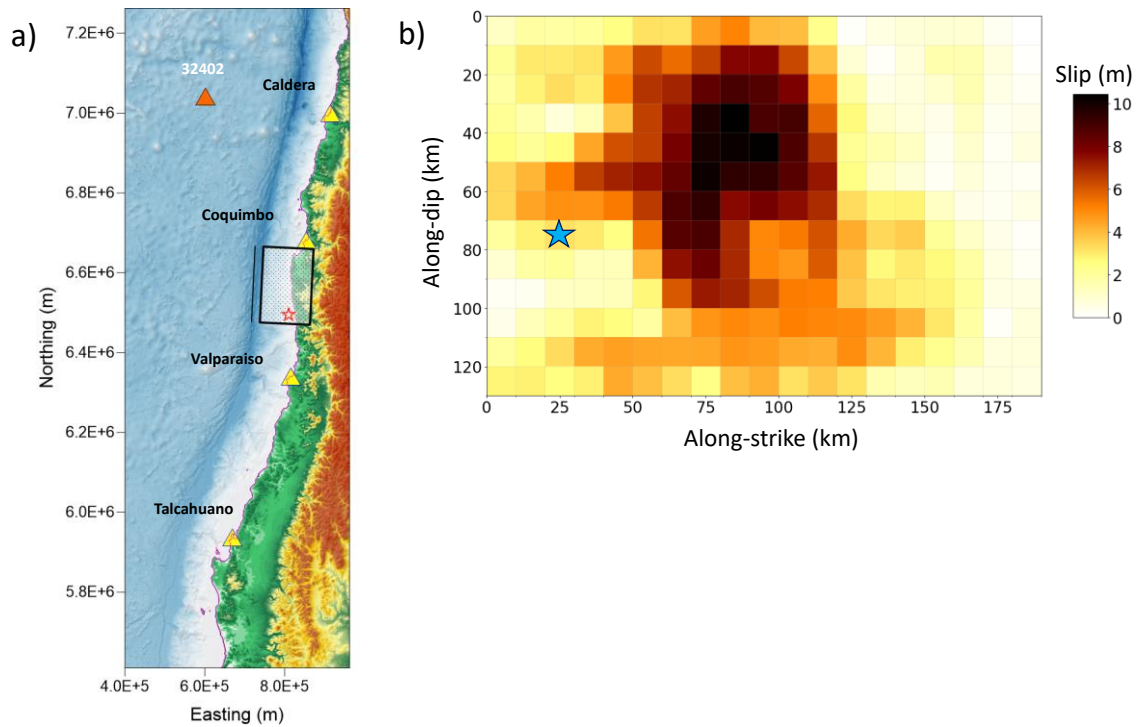 a)
7.2E+6
7.0E+6
6.8E+6
6.6E+6
6.4E+6
6.2E+6
6.0E+6
5.8E+6
Northing (m)
4.0E+5 6.0E+5 8.0E+5
Easting (m)
32402
Caldera
Coquimbo
Valparaiso
Talcahuano
b)
0
20
40
60
80
100
120
Along-dip (km)
0 25 50 75 100 125 150 175
Along-strike (km)
Slip (m)
10
8
6
4
2
0